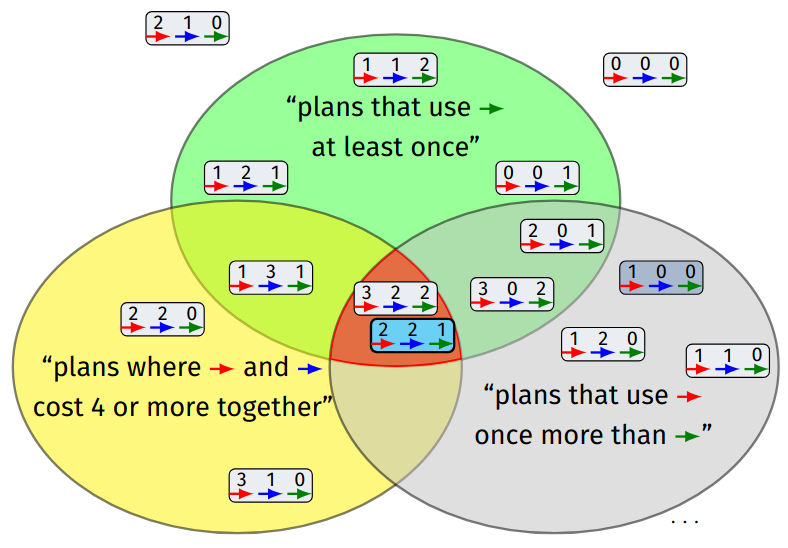 2 1 0
1 1 2
0 0 0
“plans that use
at least once”
1 2 1
0 0 1
2 0 1
1 3 1
1 0 0
3 2 2
3 0 2
2 2 0
2 2 1
1 2 0
1 1 0
“plans where and
cost 4 or more together”
“plans that use
once more than ”
3 1 0
. . .